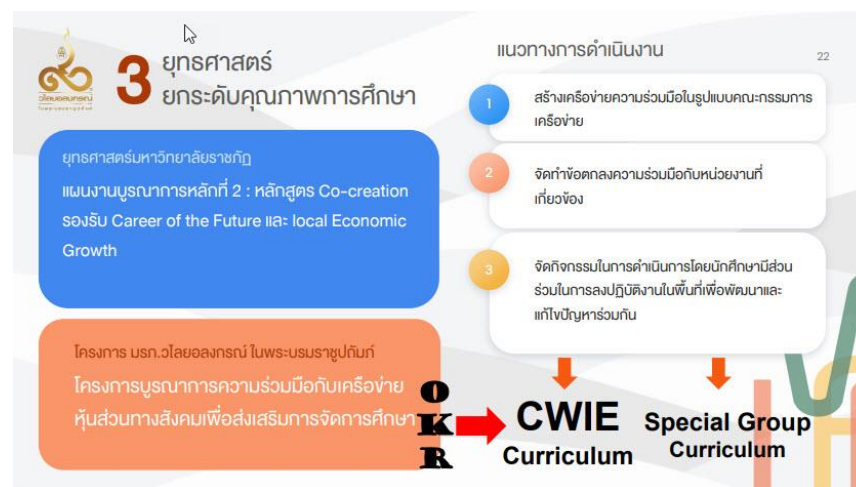 วไลยอลงกรณ์
3
ยุทธศาสตร์
ยกระดับคุณภาพการศึกษา
ยุทธศาสตร์มหาวิทยาลัยราชภัฏ
แผนงานบูรณาการหลักที่ 2 : หลักสูตร Co-creation
รองรับ Career of the Future และ local Economic
Growth
โครงการ มรภ.วไลยอลงกรณ์ ในพระบรมราชูปถัมภ์
โครงการบูรณาการความร่วมมือกับเครือข่าย
หุ้นส่วนทางสังคมเพื่อส่งเสริมการจัดการศึกษา
แนวทางการดำเนินงาน
22
1
สร้างเครือข่ายความร่วมมือในรูปแบบคณะกรรมการ
เครือข่าย
2
จัดทำข้อตกลงความร่วมมือกับหน่วยงานที่
เกี่ยวข้อง
3
จัดกิจกรรมในการดำเนินการโดยนักศึกษามีส่วน
ร่วมในการลงปฏิบัติงานในพื้นที่เพื่อพัฒนาและ
แก้ไขปัญหาร่วมกัน
O
K
R
CWIE
Curriculum
Special Group
Curriculum